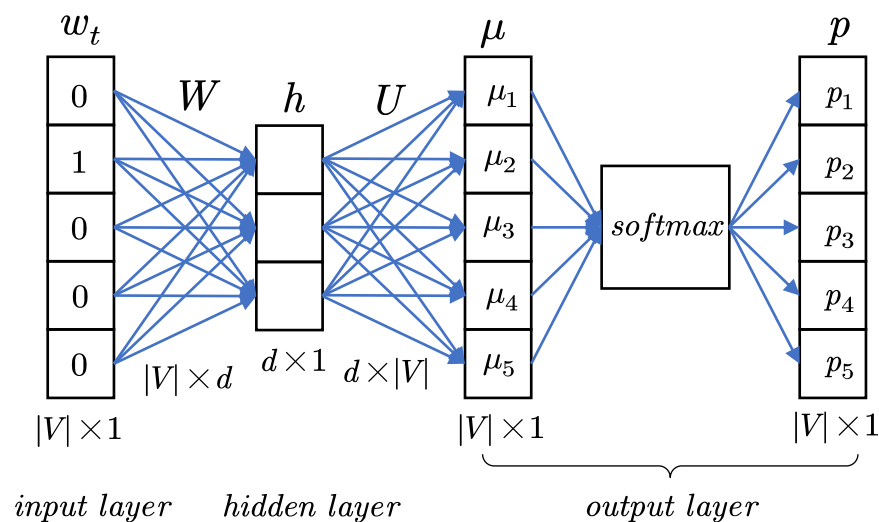 w_t
W
h
U
μ
p
0
1
0
0
0
μ_1
μ_2
μ_3
μ_4
μ_5
softmax
p_1
p_2
p_3
p_4
p_5
|V|×1
|V|×d
d×1
d×|V|
|V|×1
|V|×1
input layer
hidden layer
output layer